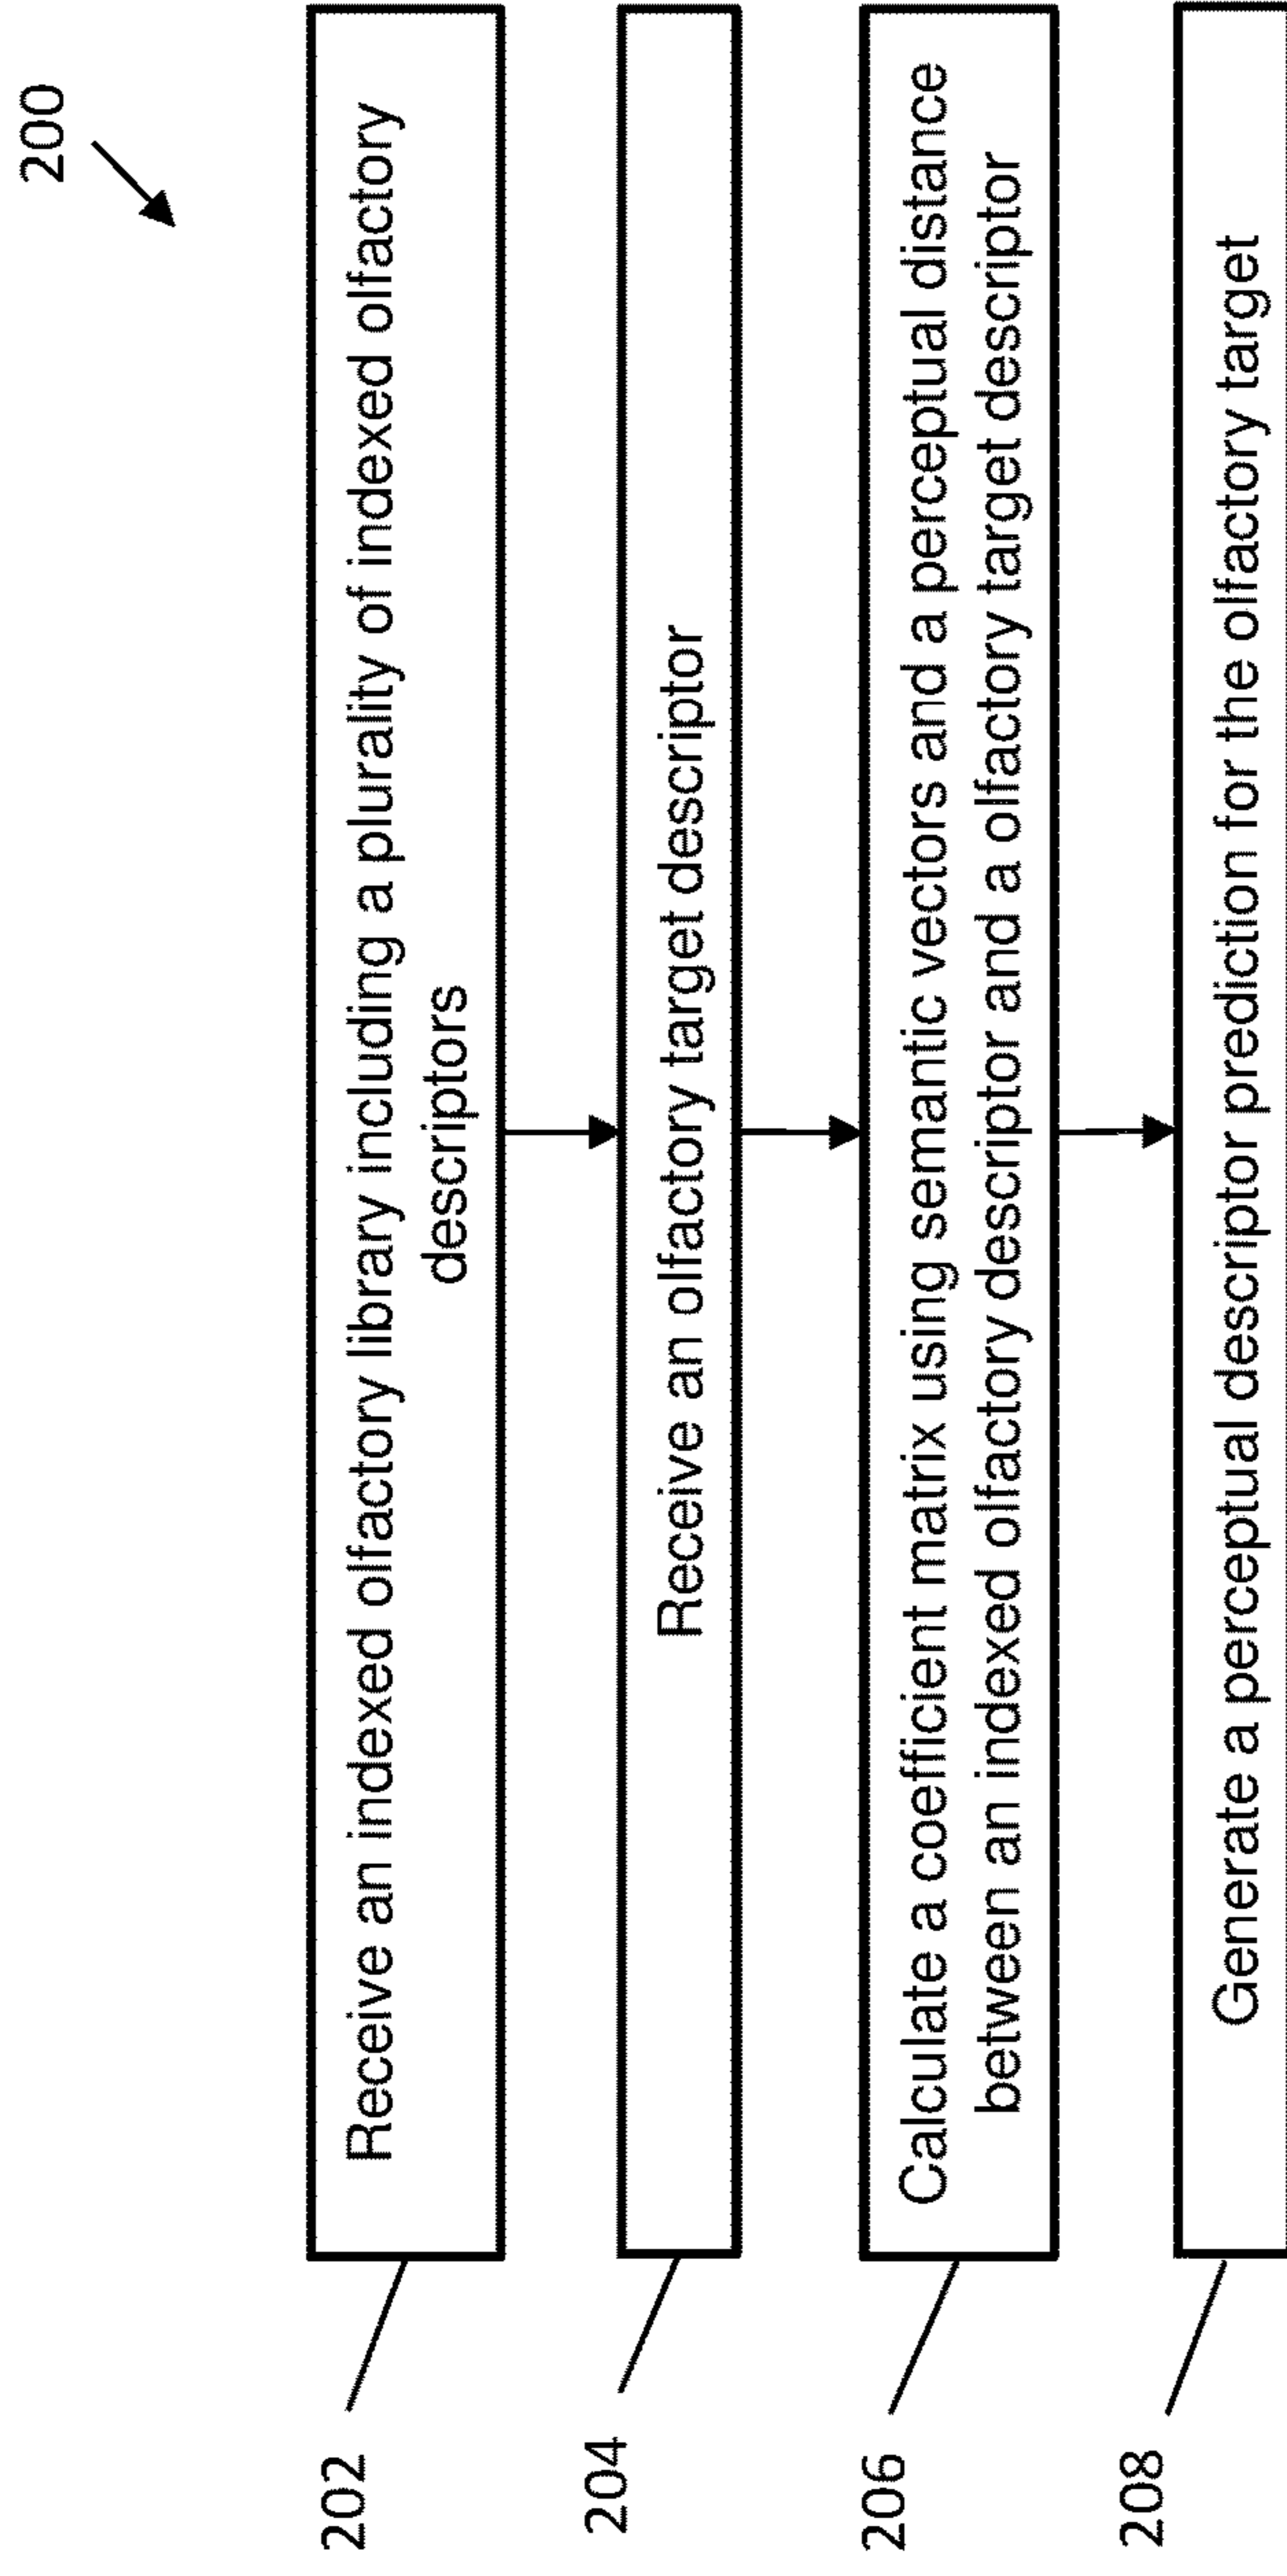 200
202
Receive an indexed olfactory library including a plurality of indexed olfactory
descriptors
204
Receive an olfactory target descriptor
206
Calculate a coefficient matrix using semantic vectors and a perceptual distance
between an indexed olfactory descriptor and a olfactory target descriptor
208
Generate a perceptual descriptor prediction for the olfactory target